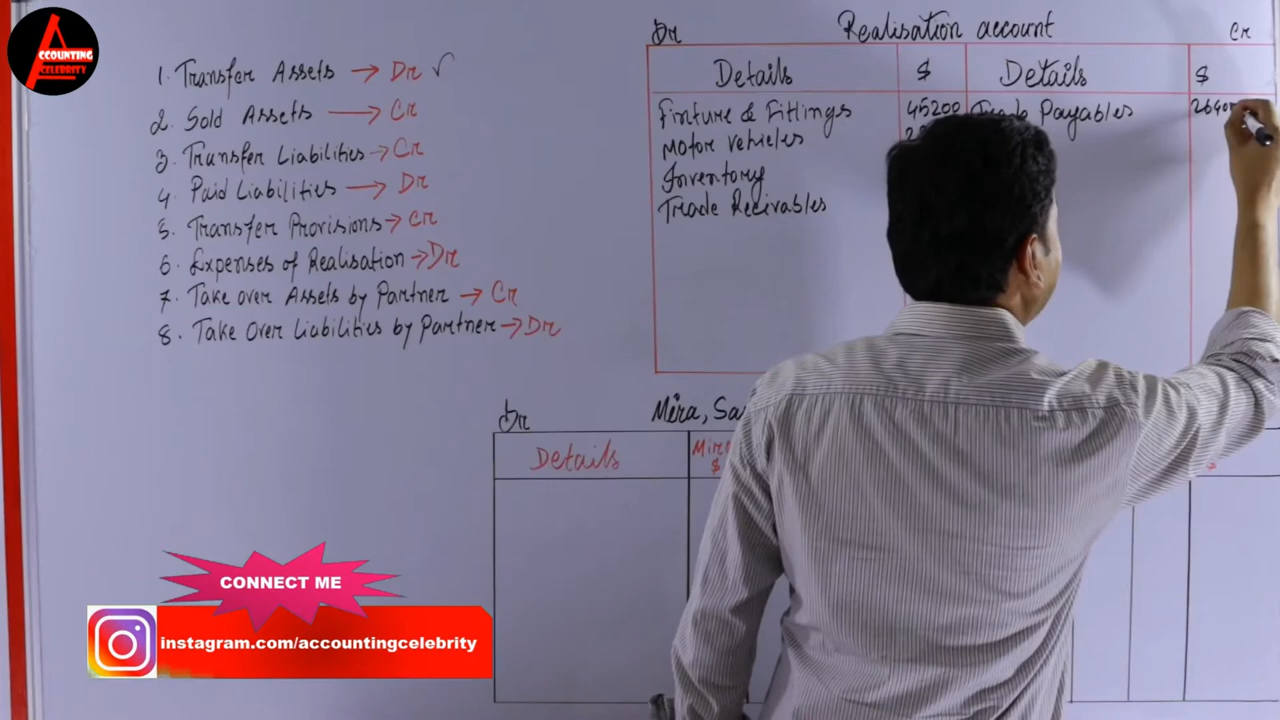 ACCOUNTING
CELEBRITY
1. Transfer Assets → Dr ✓
2. Sold Assets → Cr
3. Transfer Liabilities → Cr
4. Paid Liabilities → Dr
5. Transfer Provisions → Cr
6. Expenses of Realisation → Dr
7. Take over Assets by Partner → Cr
8. Take Over Liabilities by Partner → Dr
Dr Realisation account Cr
Details $ Details $
Fixture & Fittings 45200 Trade Payables
Motor vehicles
Inventory
Trade Recivables
Dr Mira,
Details
$
CONNECT ME
instagram.com/accountingcelebrity